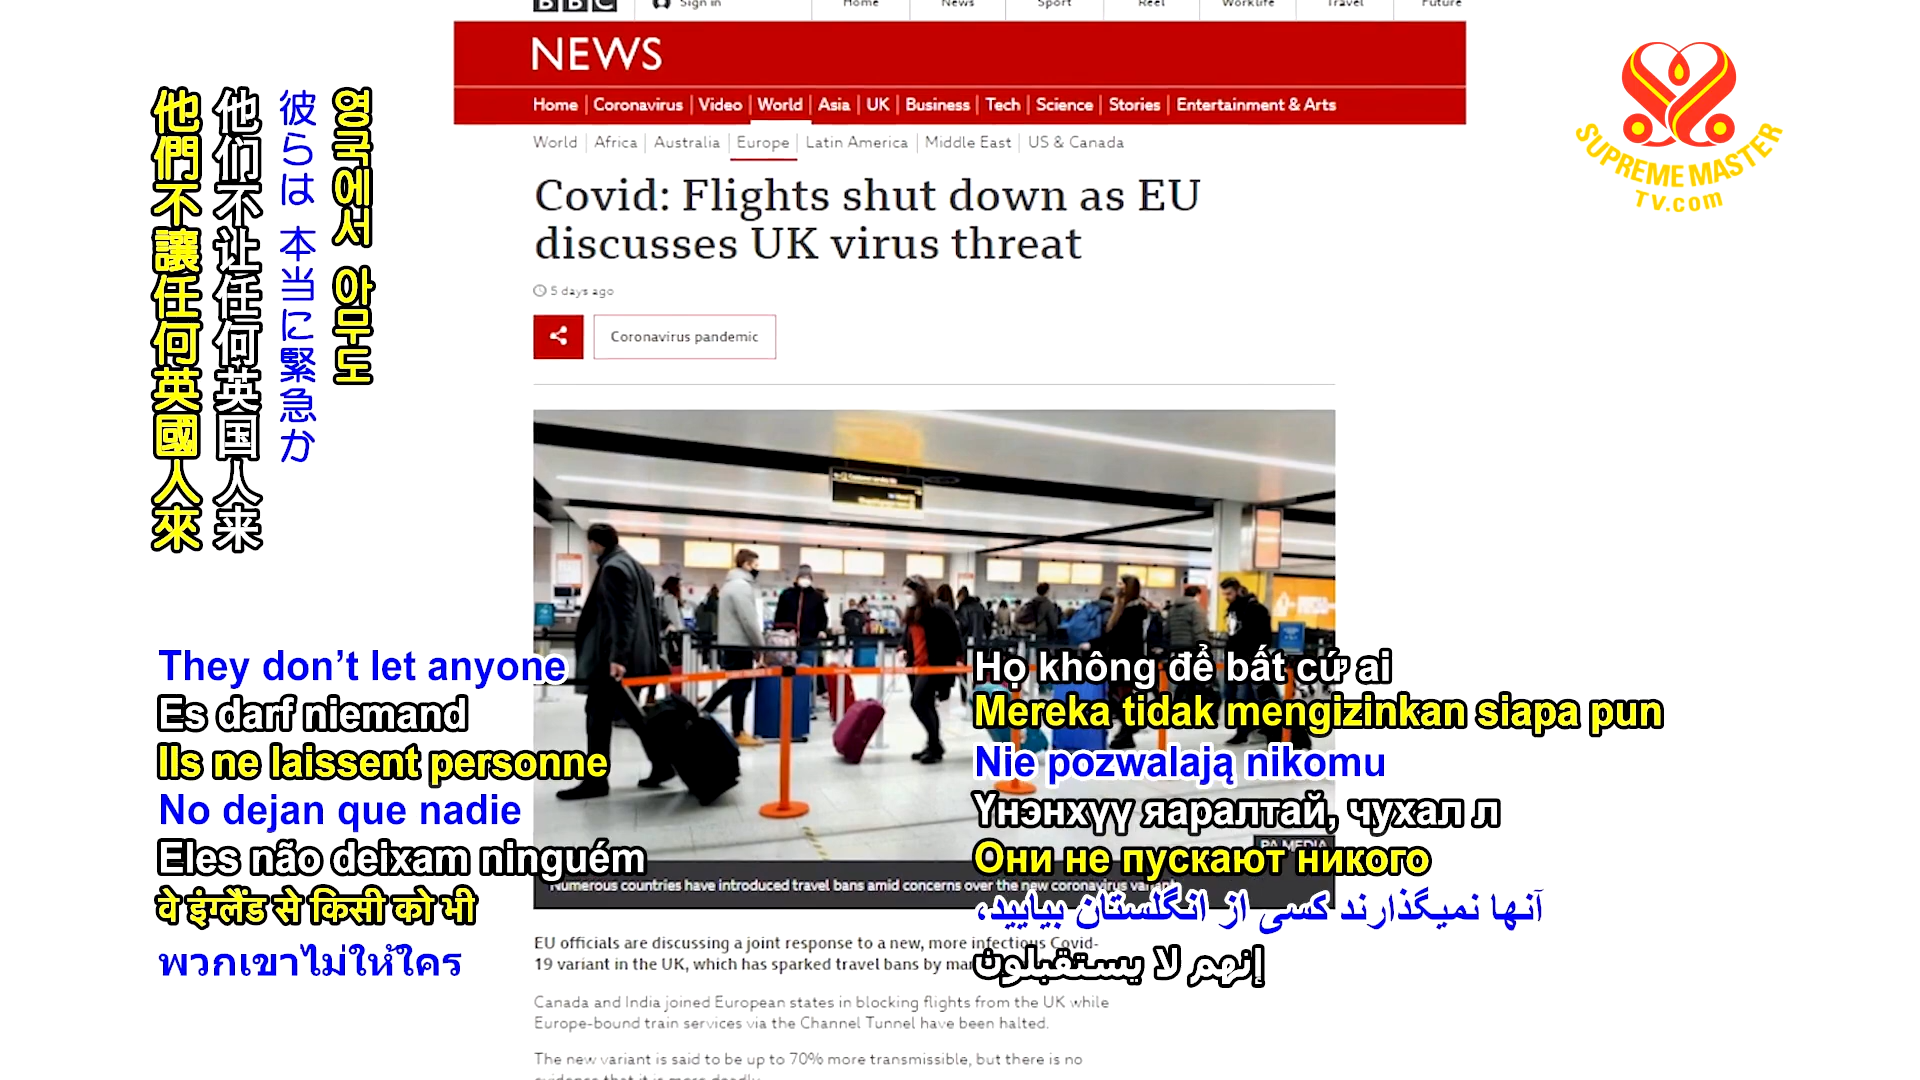 BBC
Sign in
Home
News
Sport
Reel
Worklife
Travel
Future
NEWS
Home
Coronavirus
Video
World
Asia
UK
Business
Tech
Science
Stories
Entertainment & Arts
World
Africa
Australia
Europe
Latin America
Middle East
US & Canada
Covid: Flights shut down as EU
discusses UK virus threat
5 days ago
Coronavirus pandemic
SUPREME MASTER
TV.com
영국에서 아무도
彼らは 本当に緊急か
他们不让任何英国人来
他們不讓任何英國人來
They don’t let anyone
Es darf niemand
Ils ne laissent personne
No dejan que nadie
Eles não deixam ninguém
वे इंग्लैंड से किसी को भी
พวกเขาไม่ให้ใคร
Họ không để bất cứ ai
Mereka tidak mengizinkan siapa pun
Nie pozwalają nikomu
Үнэнхүү яаралтай, чухал л
Они не пускают никого
آنها نمیگذارند کسی از انگلستان بیایید،
إنهم لا يستقبلون
PA MEDIA
Numerous countries have introduced travel bans amid concerns over the new coronavirus
EU officials are discussing a joint response to a new, more infectious Covid-
19 variant in the UK, which has sparked travel bans by
Canada and India joined European states in blocking flights from the UK while
Europe-bound train services via the Channel Tunnel have been halted.
The new variant is said to be up to 70% more transmissible, but there is no
evidence that it is more deadly.